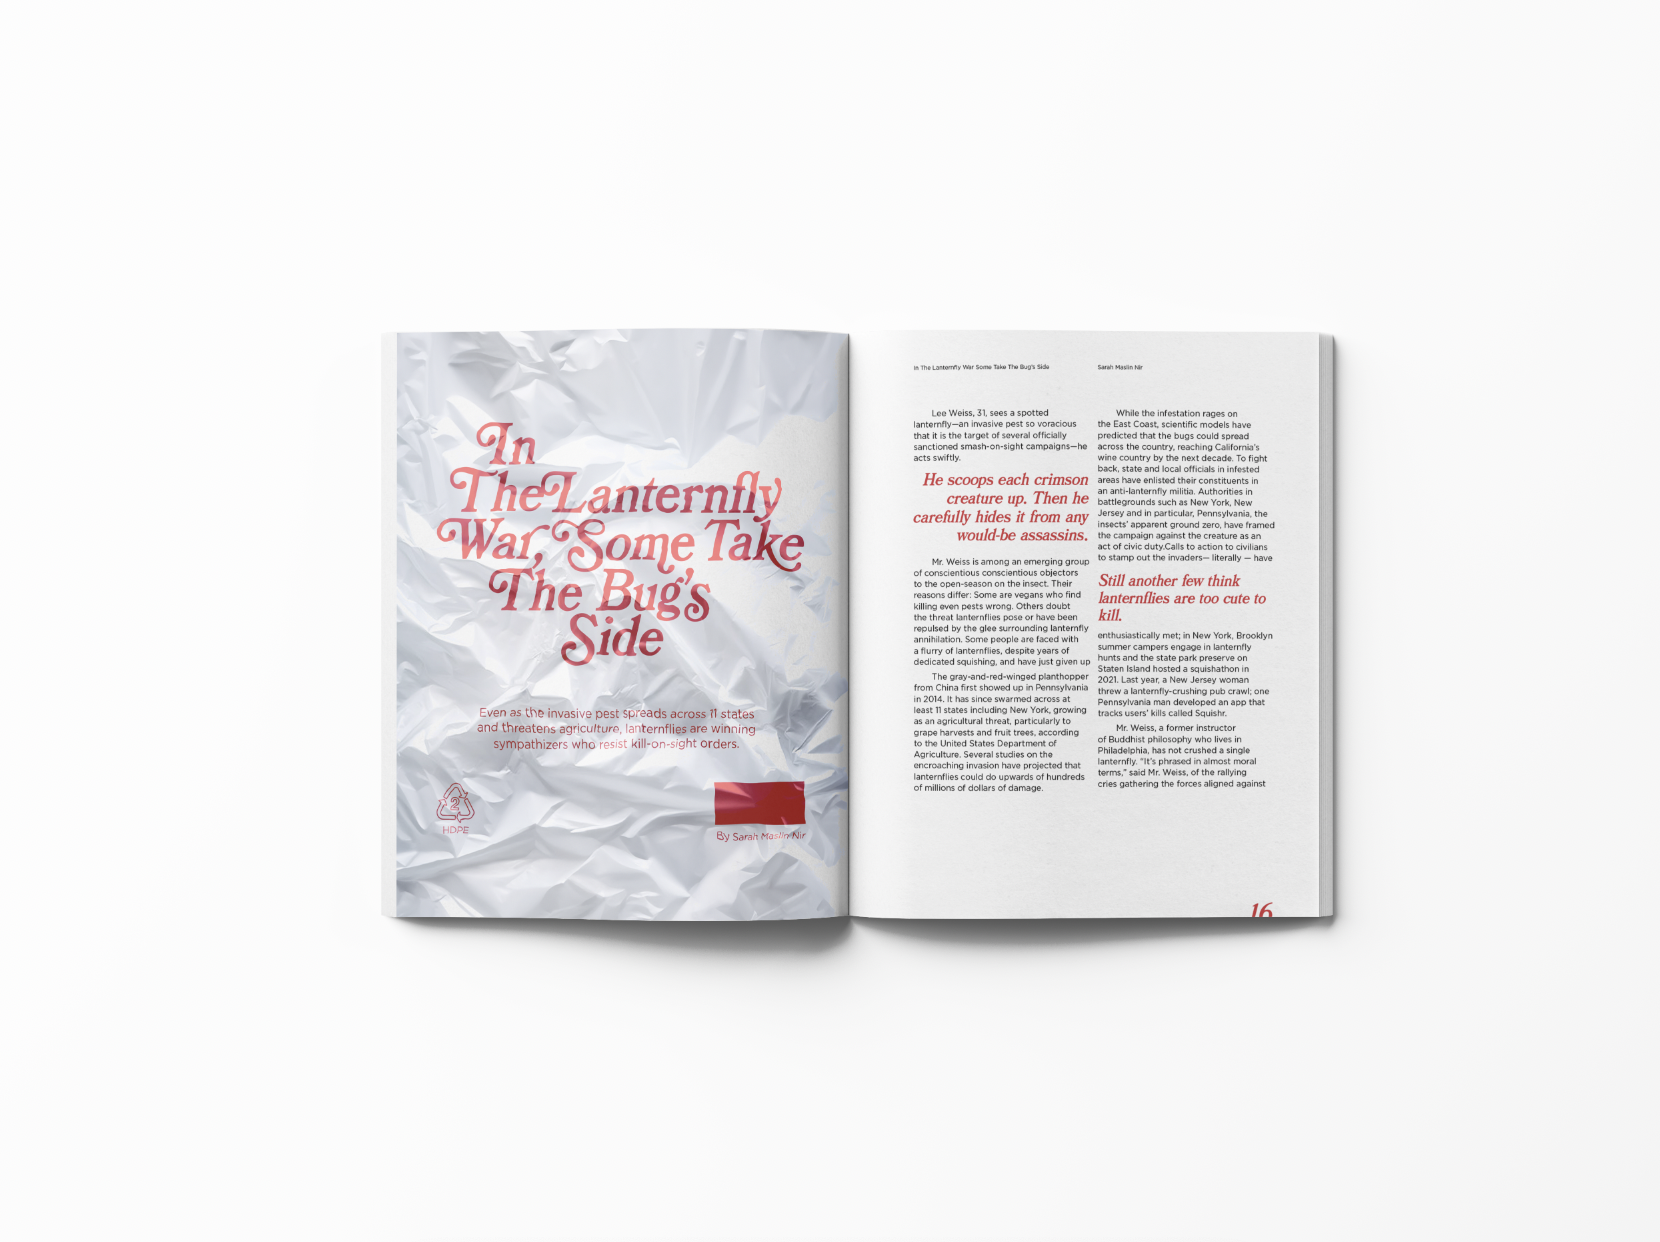 In
The Lanternfly
War, Some Take
The Bug's
Side
Even as the invasive pest spreads across 11 states
and threatens agriculture, lanternflies are winning
sympathizers who resist kill-on-sight orders.
2
HDPE
By Sarah Maslin Nir
In The Lanternfly War Some Take The Bug's Side
Sarah Maslin Nir
Lee Weiss, 31, sees a spotted
lanternfly—an invasive pest so voracious
that it is the target of several officially
sanctioned smash-on-sight campaigns—he
acts swiftly.
He scoops each crimson
creature up. Then he
carefully hides it from any
would-be assassins.
Mr. Weiss is among an emerging group
of conscientious conscientious objectors
to the open-season on the insect. Their
reasons differ: Some are vegans who find
killing even pests wrong. Others doubt
the threat lanternflies pose or have been
repulsed by the glee surrounding lanternfly
annihilation. Some people are faced with
a flurry of lanternflies, despite years of
dedicated squishing, and have just given up
The gray-and-red-winged planthopper
from China first showed up in Pennsylvania
in 2014. It has since swarmed across at
least 11 states including New York, growing
as an agricultural threat, particularly to
grape harvests and fruit trees, according
to the United States Department of
Agriculture. Several studies on the
encroaching invasion have projected that
lanternflies could do upwards of hundreds
of millions of dollars of damage.
While the infestation rages on
the East Coast, scientific models have
predicted that the bugs could spread
across the country, reaching California's
wine country by the next decade. To fight
back, state and local officials in infested
areas have enlisted their constituents in
an anti-lanternfly militia. Authorities in
battlegrounds such as New York, New
Jersey and in particular, Pennsylvania, the
insects' apparent ground zero, have framed
the campaign against the creature as an
act of civic duty.Calls to action to civilians
to stamp out the invaders— literally — have
Still another few think
lanternflies are too cute to
kill.
enthusiastically met; in New York, Brooklyn
summer campers engage in lanternfly
hunts and the state park preserve on
Staten Island hosted a squishathon in
2021. Last year, a New Jersey woman
threw a lanternfly-crushing pub crawl; one
Pennsylvania man developed an app that
tracks users' kills called Squishr.
Mr. Weiss, a former instructor
of Buddhist philosophy who lives in
Philadelphia, has not crushed a single
lanternfly. “It's phrased in almost moral
terms,” said Mr. Weiss, of the rallying
cries gathering the forces aligned against
16